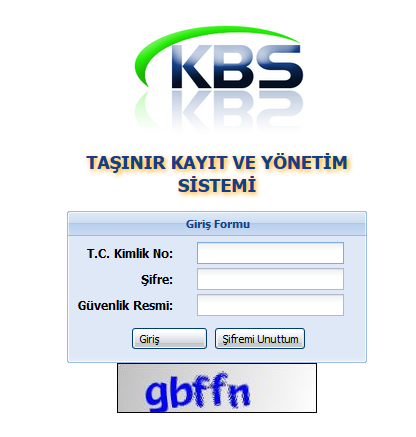 KBS
TAŞINIR KAYIT VE YÖNETİM
SİSTEMİ
Giriş Formu
T.C. Kimlik No:
Şifre:
Güvenlik Resmi:
Giriş Şifremi Unuttum
gbffn